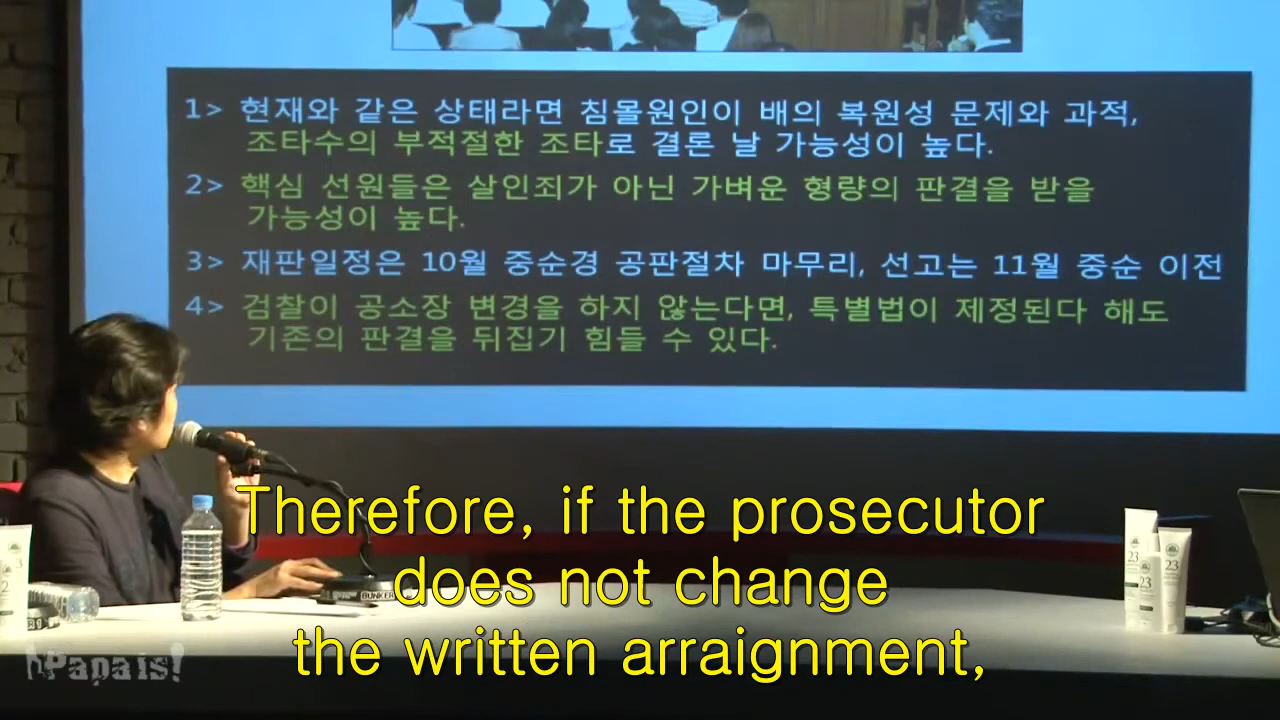 1> 현재와 같은 상태라면 침몰원인이 배의 복원성 문제와 과적,
조타수의 부적절한 조타로 결론 날 가능성이 높다.
2> 핵심 선원들은 살인죄가 아닌 가벼운 형량의 판결을 받을
가능성이 높다.
3> 재판일정은 10월 중순경 공판절차 마무리, 선고는 11월 중순 이전
4> 검찰이 공소장 변경을 하지 않는다면, 특별법이 제정된다 해도
기존의 판결을 뒤집기 힘들 수 있다.
Therefore, if the prosecutor
does not change
the written arraignment,
Papais!
BUNKER
23
23
23